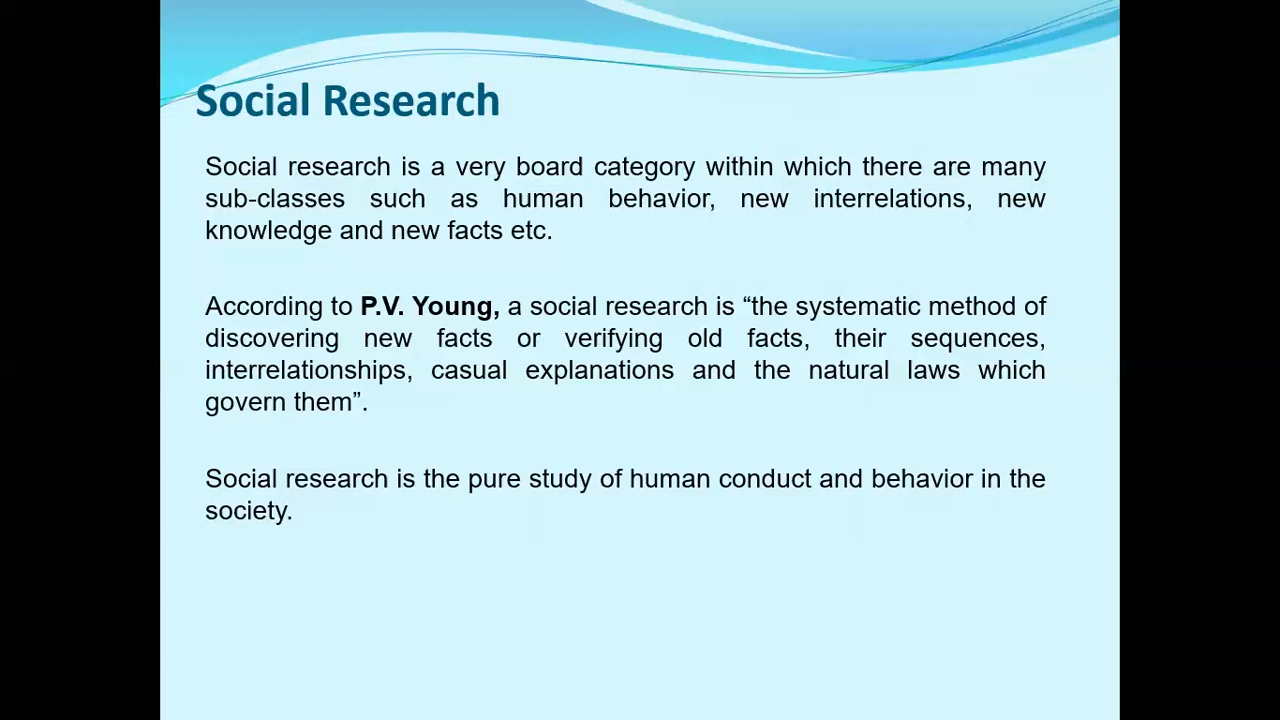 Social Research
Social research is a very board category within which there are many
sub-classes such as human behavior, new interrelations, new
knowledge and new facts etc.
According to P.V. Young, a social research is “the systematic method of
discovering new facts or verifying old facts, their sequences,
interrelationships, casual explanations and the natural laws which
govern them”.
Social research is the pure study of human conduct and behavior in the
society.